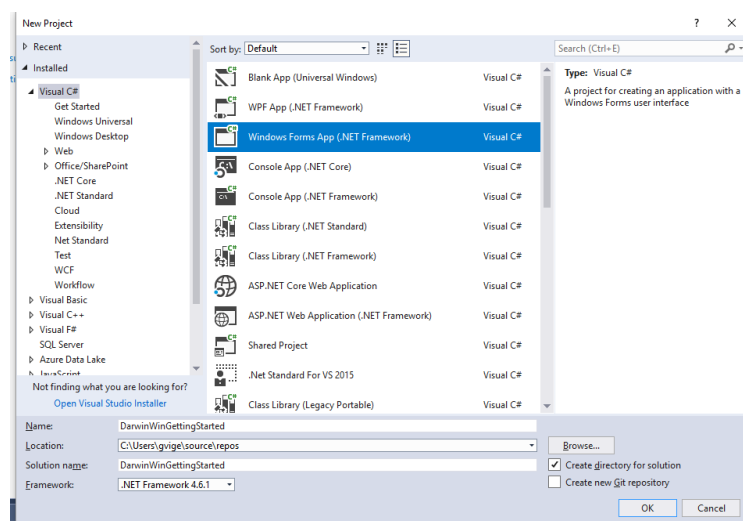 New Project
? ×
Recent
Sort by: Default
Search (Ctrl+E)
Installed
Visual C#
Get Started
Windows Universal
Windows Desktop
Web
Office/SharePoint
.NET Core
.NET Standard
Cloud
Extensibility
Net Standard
Test
WCF
Workflow
Visual Basic
Visual C++
Visual F#
SQL Server
Azure Data Lake
JavaScript
Not finding what you are looking for?
Open Visual Studio Installer
Blank App (Universal Windows) Visual C#
WPF App (.NET Framework) Visual C#
Windows Forms App (.NET Framework) Visual C#
Console App (.NET Core) Visual C#
Console App (.NET Framework) Visual C#
Class Library (.NET Standard) Visual C#
Class Library (.NET Framework) Visual C#
ASP.NET Core Web Application Visual C#
ASP.NET Web Application (.NET Framework) Visual C#
Shared Project Visual C#
.Net Standard For VS 2015 Visual C#
Class Library (Legacy Portable) Visual C#
Type: Visual C#
A project for creating an application with a
Windows Forms user interface
Name: DarwinWinGettingStarted
Location: C:\Users\gvige\source\repos
Browse...
Solution name: DarwinWinGettingStarted
Create directory for solution
Framework: .NET Framework 4.6.1
Create new Git repository
OK Cancel